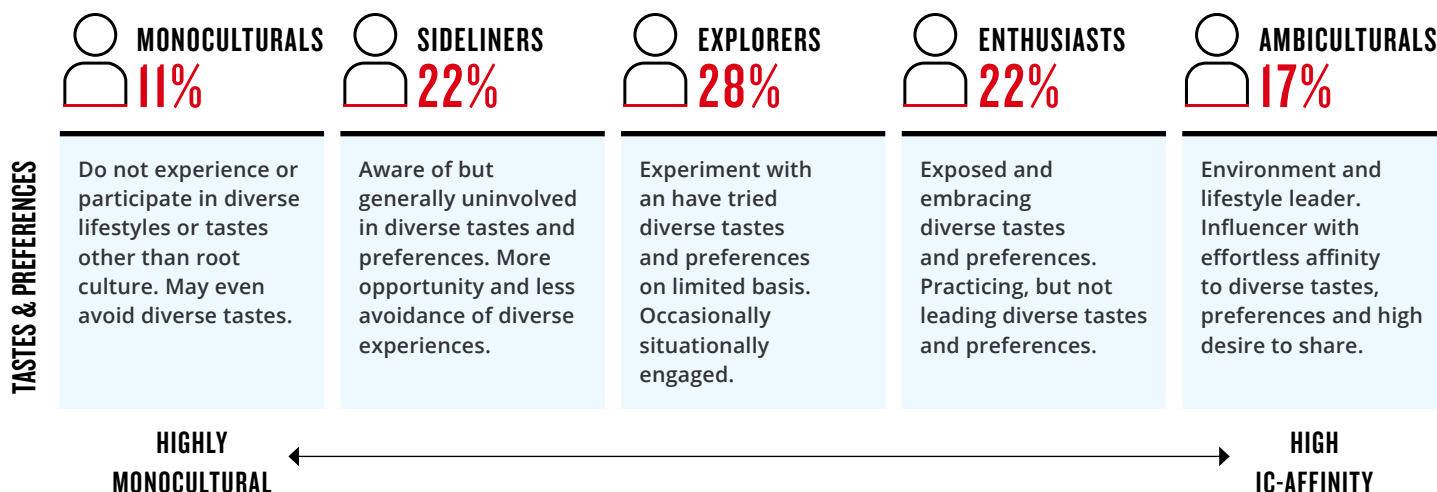 MONOCULTURALS
11%
SIDELINERS
22%
EXPLORERS
28%
ENTHUSIASTS
22%
AMBICULTURALS
17%
TASTES & PREFERENCES
Do not experience or
participate in diverse
lifestyles or tastes
other than root
culture. May even
avoid diverse tastes.
Aware of but
generally uninvolved
in diverse tastes and
preferences. More
opportunity and less
avoidance of diverse
experiences.
Experiment with
an have tried
diverse tastes
and preferences
on limited basis.
Occasionally
situationally
engaged.
Exposed and
embracing
diverse tastes
and preferences.
Practicing, but not
leading diverse tastes
and preferences.
Environment and
lifestyle leader.
Influencer with
effortless affinity
to diverse tastes,
preferences and high
desire to share.
HIGHLY
MONOCULTURAL
HIGH
IC-AFFINITY